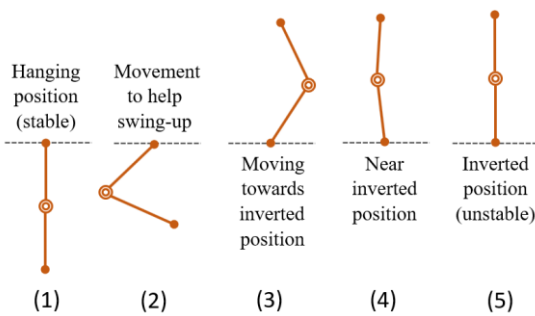 Hanging
position
(stable)
Movement
to help
swing-up
Moving
towards
inverted
position
Near
inverted
position
Inverted
position
(unstable)
(1)
(2)
(3)
(4)
(5)